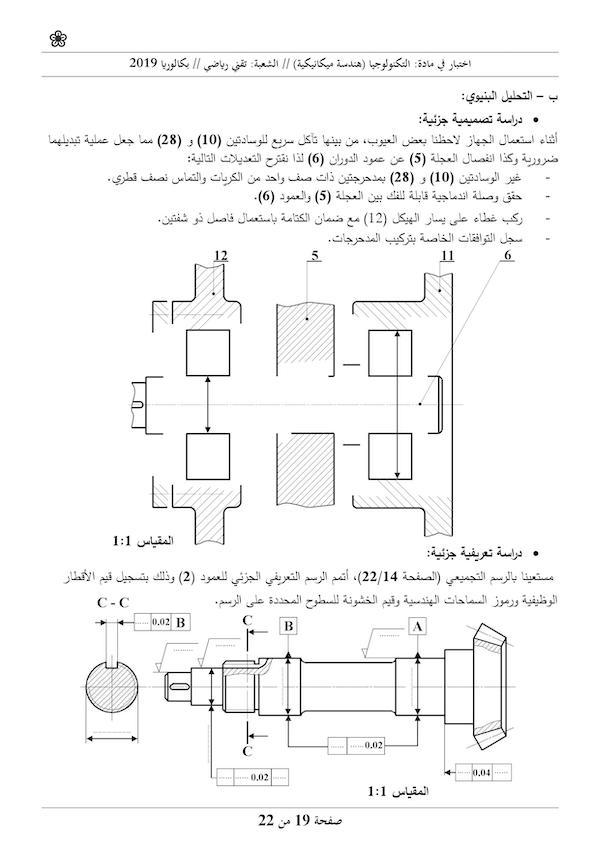 اختبار في مادة: التكنولوجيا (هندسة ميكانيكية) // الشعبة: تقني رياضي // بكالوريا 2019
ب – التحليل البنيوي:
• دراسة تصميمية جزئية:
أثناء استعمال الجهاز لاحظنا بعض العيوب، من بينها تآكل سريع للوسادتين (10) و (28) مما جعل عملية تبديلهما
ضرورية وكذا انفصال العجلة (5) عن عمود الدوران (6) لذا نقترح التعديلات التالية:
- غير الوسادتين (10) و (28) بمدحرجتين ذات صف واحد من الكريات والتماس نصف قطري.
- حقق وصلة اندماجية قابلة للفك بين العجلة (5) والعمود (6).
- ركب غطاء على يسار الهيكل (12) مع ضمان الكتامة باستعمال فاصل ذو شفتين.
- سجل التوافقات الخاصة بتركيب المدحرجات.
12 5 11 6
المقياس 1:1
• دراسة تعريفية جزئية:
مستعينا بالرسم التجميعي (الصفحة 22/14)، أتمم الرسم التعريفي الجزئي للعمود (2) وذلك بتسجيل قيم الأقطار
الوظيفية ورموز السماحات الهندسية وقيم الخشونة للسطوح المحددة على الرسم.
C - C
...... 0.02 B
C
B
A
C
...... ...... 0.02
...... 0.02 ......
...... 0.04 ......
المقياس 1:1
صفحة 19 من 22